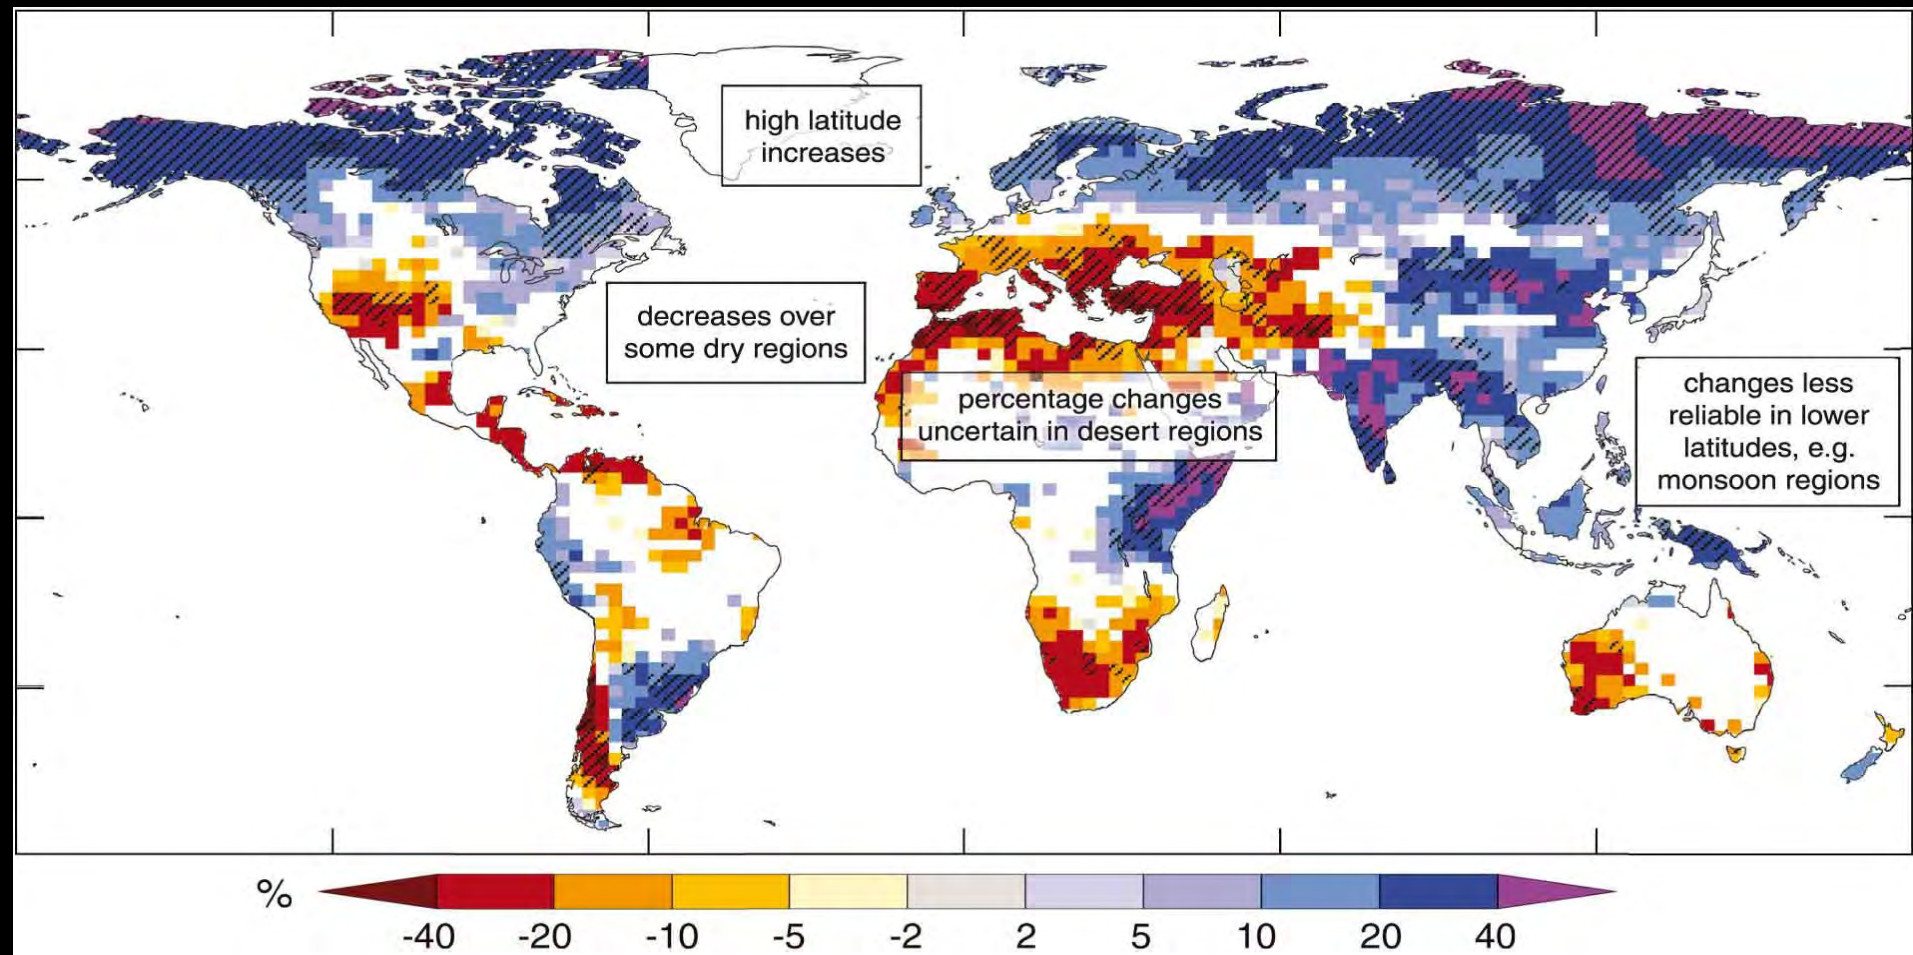 high latitude
increases
decreases over
some dry regions
percentage changes
uncertain in desert regions
changes less
reliable in lower
latitudes, e.g.
monsoon regions
%
-40 -20 -10 -5 -2 2 5 10 20 40